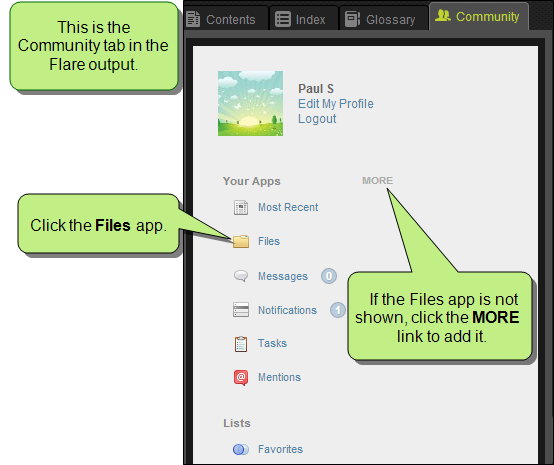 This is the
Community tab in the
Flare output.
Contents
Index
Glossary
Community
Paul S
Edit My Profile
Logout
Your Apps
MORE
Most Recent
Click the Files app.
Files
Messages 0
Notifications 1
If the Files app is not
shown, click the MORE
link to add it.
Tasks
Mentions
Lists
Favorites